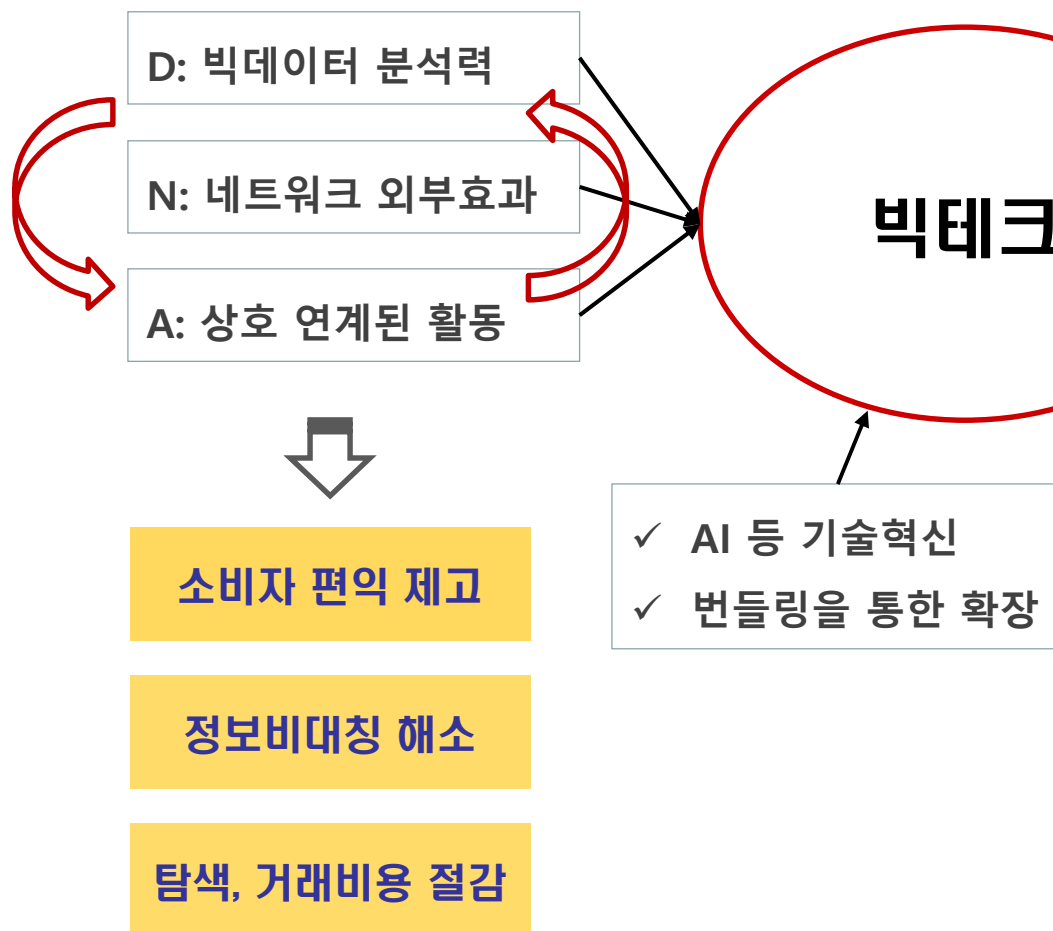 D: 빅데이터 분석력
N: 네트워크 외부효과
A: 상호 연계된 활동
빅테크
✓ AI 등 기술혁신
✓ 번들링을 통한 확장
소비자 편익 제고
정보비대칭 해소
탐색, 거래비용 절감